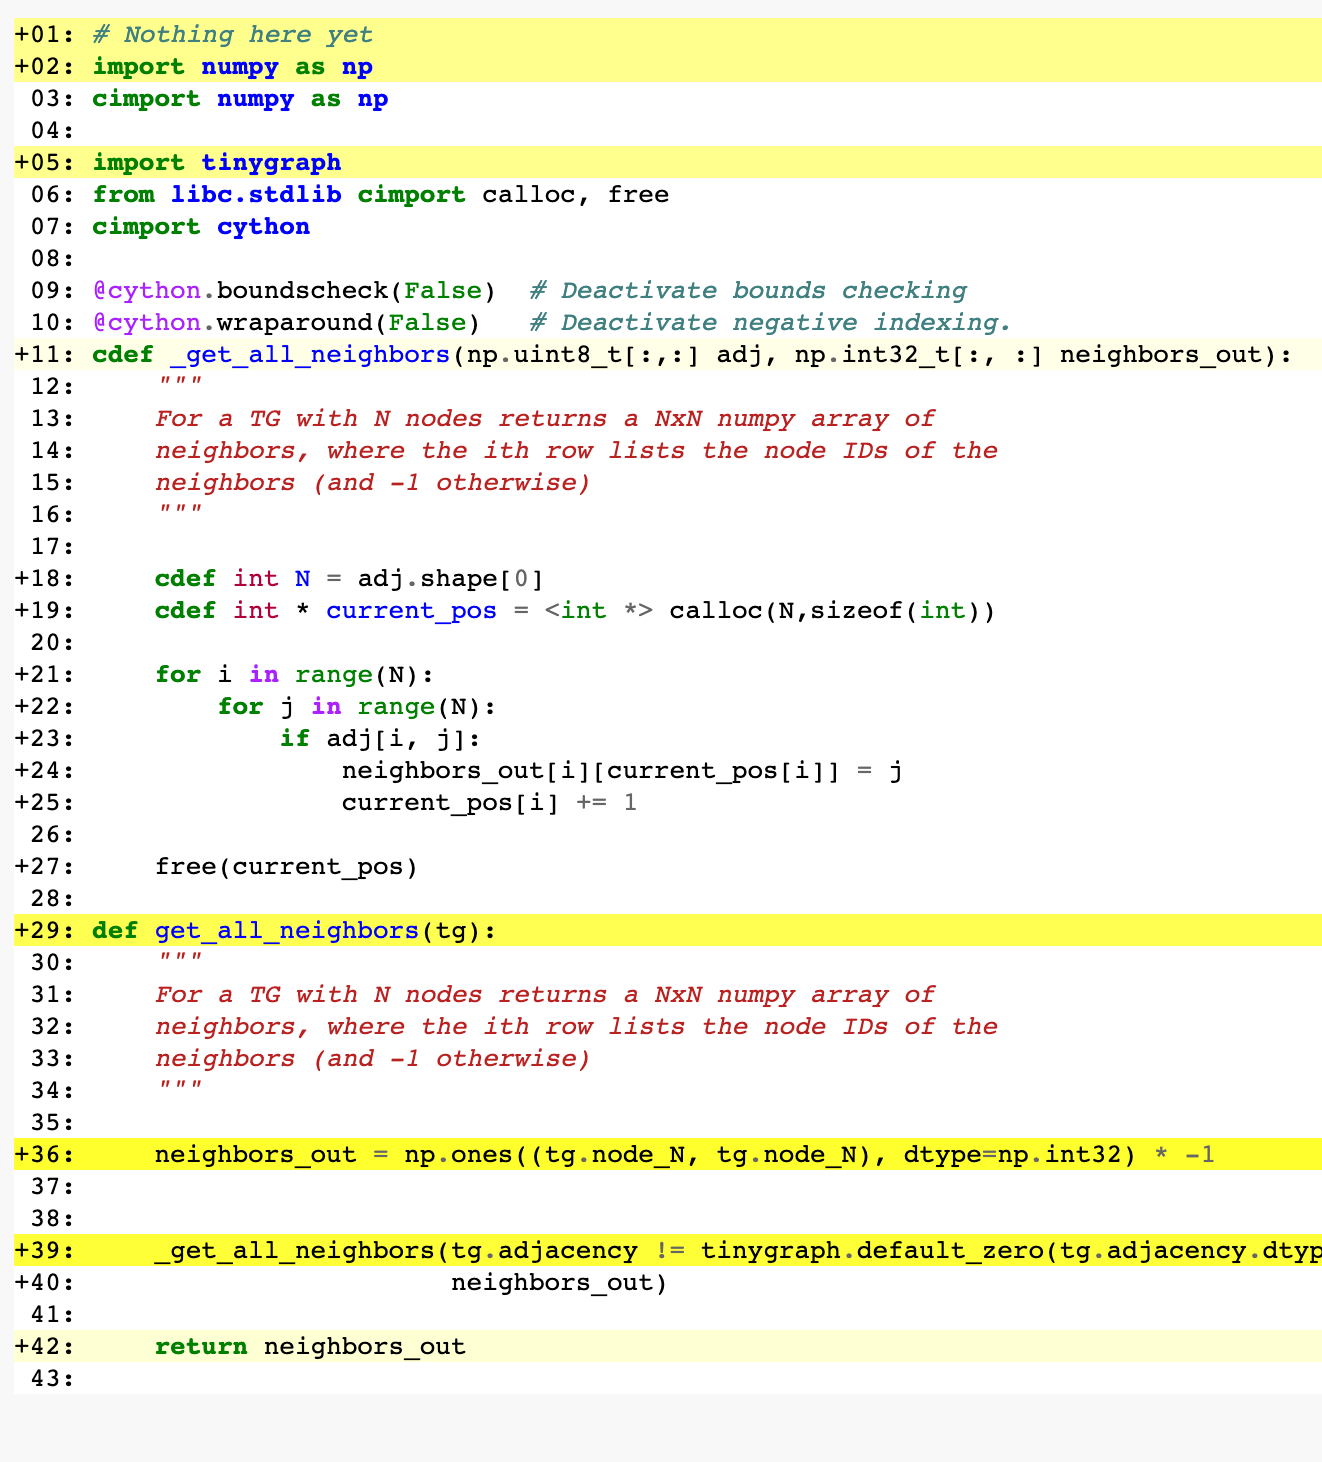 +01: # Nothing here yet
+02: import numpy as np
 03: cimport numpy as np
 04:
+05: import tinygraph
 06: from libc.stdlib cimport calloc, free
 07: cimport cython
 08:
 09: @cython.boundscheck(False)  # Deactivate bounds checking
 10: @cython.wraparound(False)   # Deactivate negative indexing.
+11: cdef _get_all_neighbors(np.uint8_t[:,:] adj, np.int32_t[:, :] neighbors_out):
 12:     """
 13:     For a TG with N nodes returns a NxN numpy array of
 14:     neighbors, where the ith row lists the node IDs of the
 15:     neighbors (and -1 otherwise)
 16:     """
 17:
+18:     cdef int N = adj.shape[0]
+19:     cdef int * current_pos = <int *> calloc(N,sizeof(int))
 20:
+21:     for i in range(N):
+22:         for j in range(N):
+23:             if adj[i, j]:
+24:                 neighbors_out[i][current_pos[i]] = j
+25:                 current_pos[i] += 1
 26:
+27:     free(current_pos)
 28:
+29: def get_all_neighbors(tg):
 30:     """
 31:     For a TG with N nodes returns a NxN numpy array of
 32:     neighbors, where the ith row lists the node IDs of the
 33:     neighbors (and -1 otherwise)
 34:     """
 35:
+36:     neighbors_out = np.ones((tg.node_N, tg.node_N), dtype=np.int32) * -1
 37:
 38:
+39:     _get_all_neighbors(tg.adjacency != tinygraph.default_zero(tg.adjacency.dtyp
+40:                        neighbors_out)
 41:
+42:     return neighbors_out
 43: